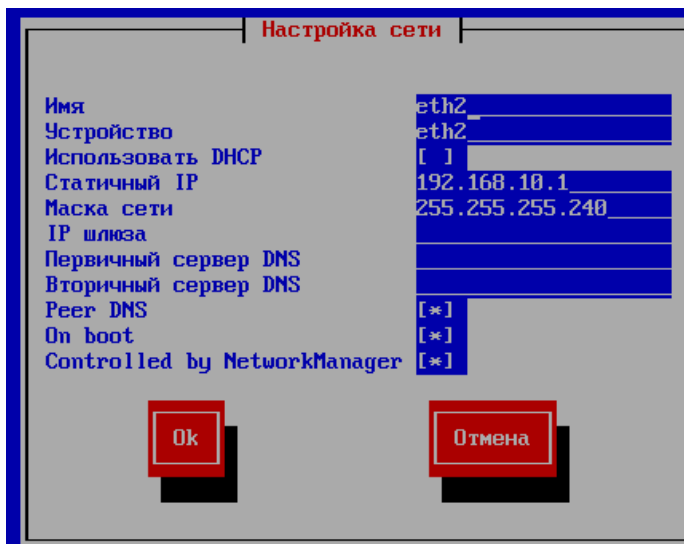 Настройка сети
Имя eth2
Устройство eth2
Использовать DHCP [ ]
Статичный IP 192.168.10.1
Маска сети 255.255.255.240
IP шлюза
Первичный сервер DNS
Вторичный сервер DNS
Peer DNS [*]
On boot [*]
Controlled by NetworkManager [*]
Ok Отмена